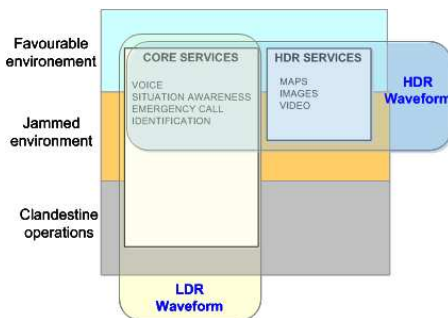 Favourable
environement
Jammed
environment
Clandestine
operations
CORE SERVICES
VOICE
SITUATION AWARENESS
EMERGENCY CALL
IDENTIFICATION
HDR SERVICES
MAPS
IMAGES
VIDEO
HDR
Waveform
LDR
Waveform